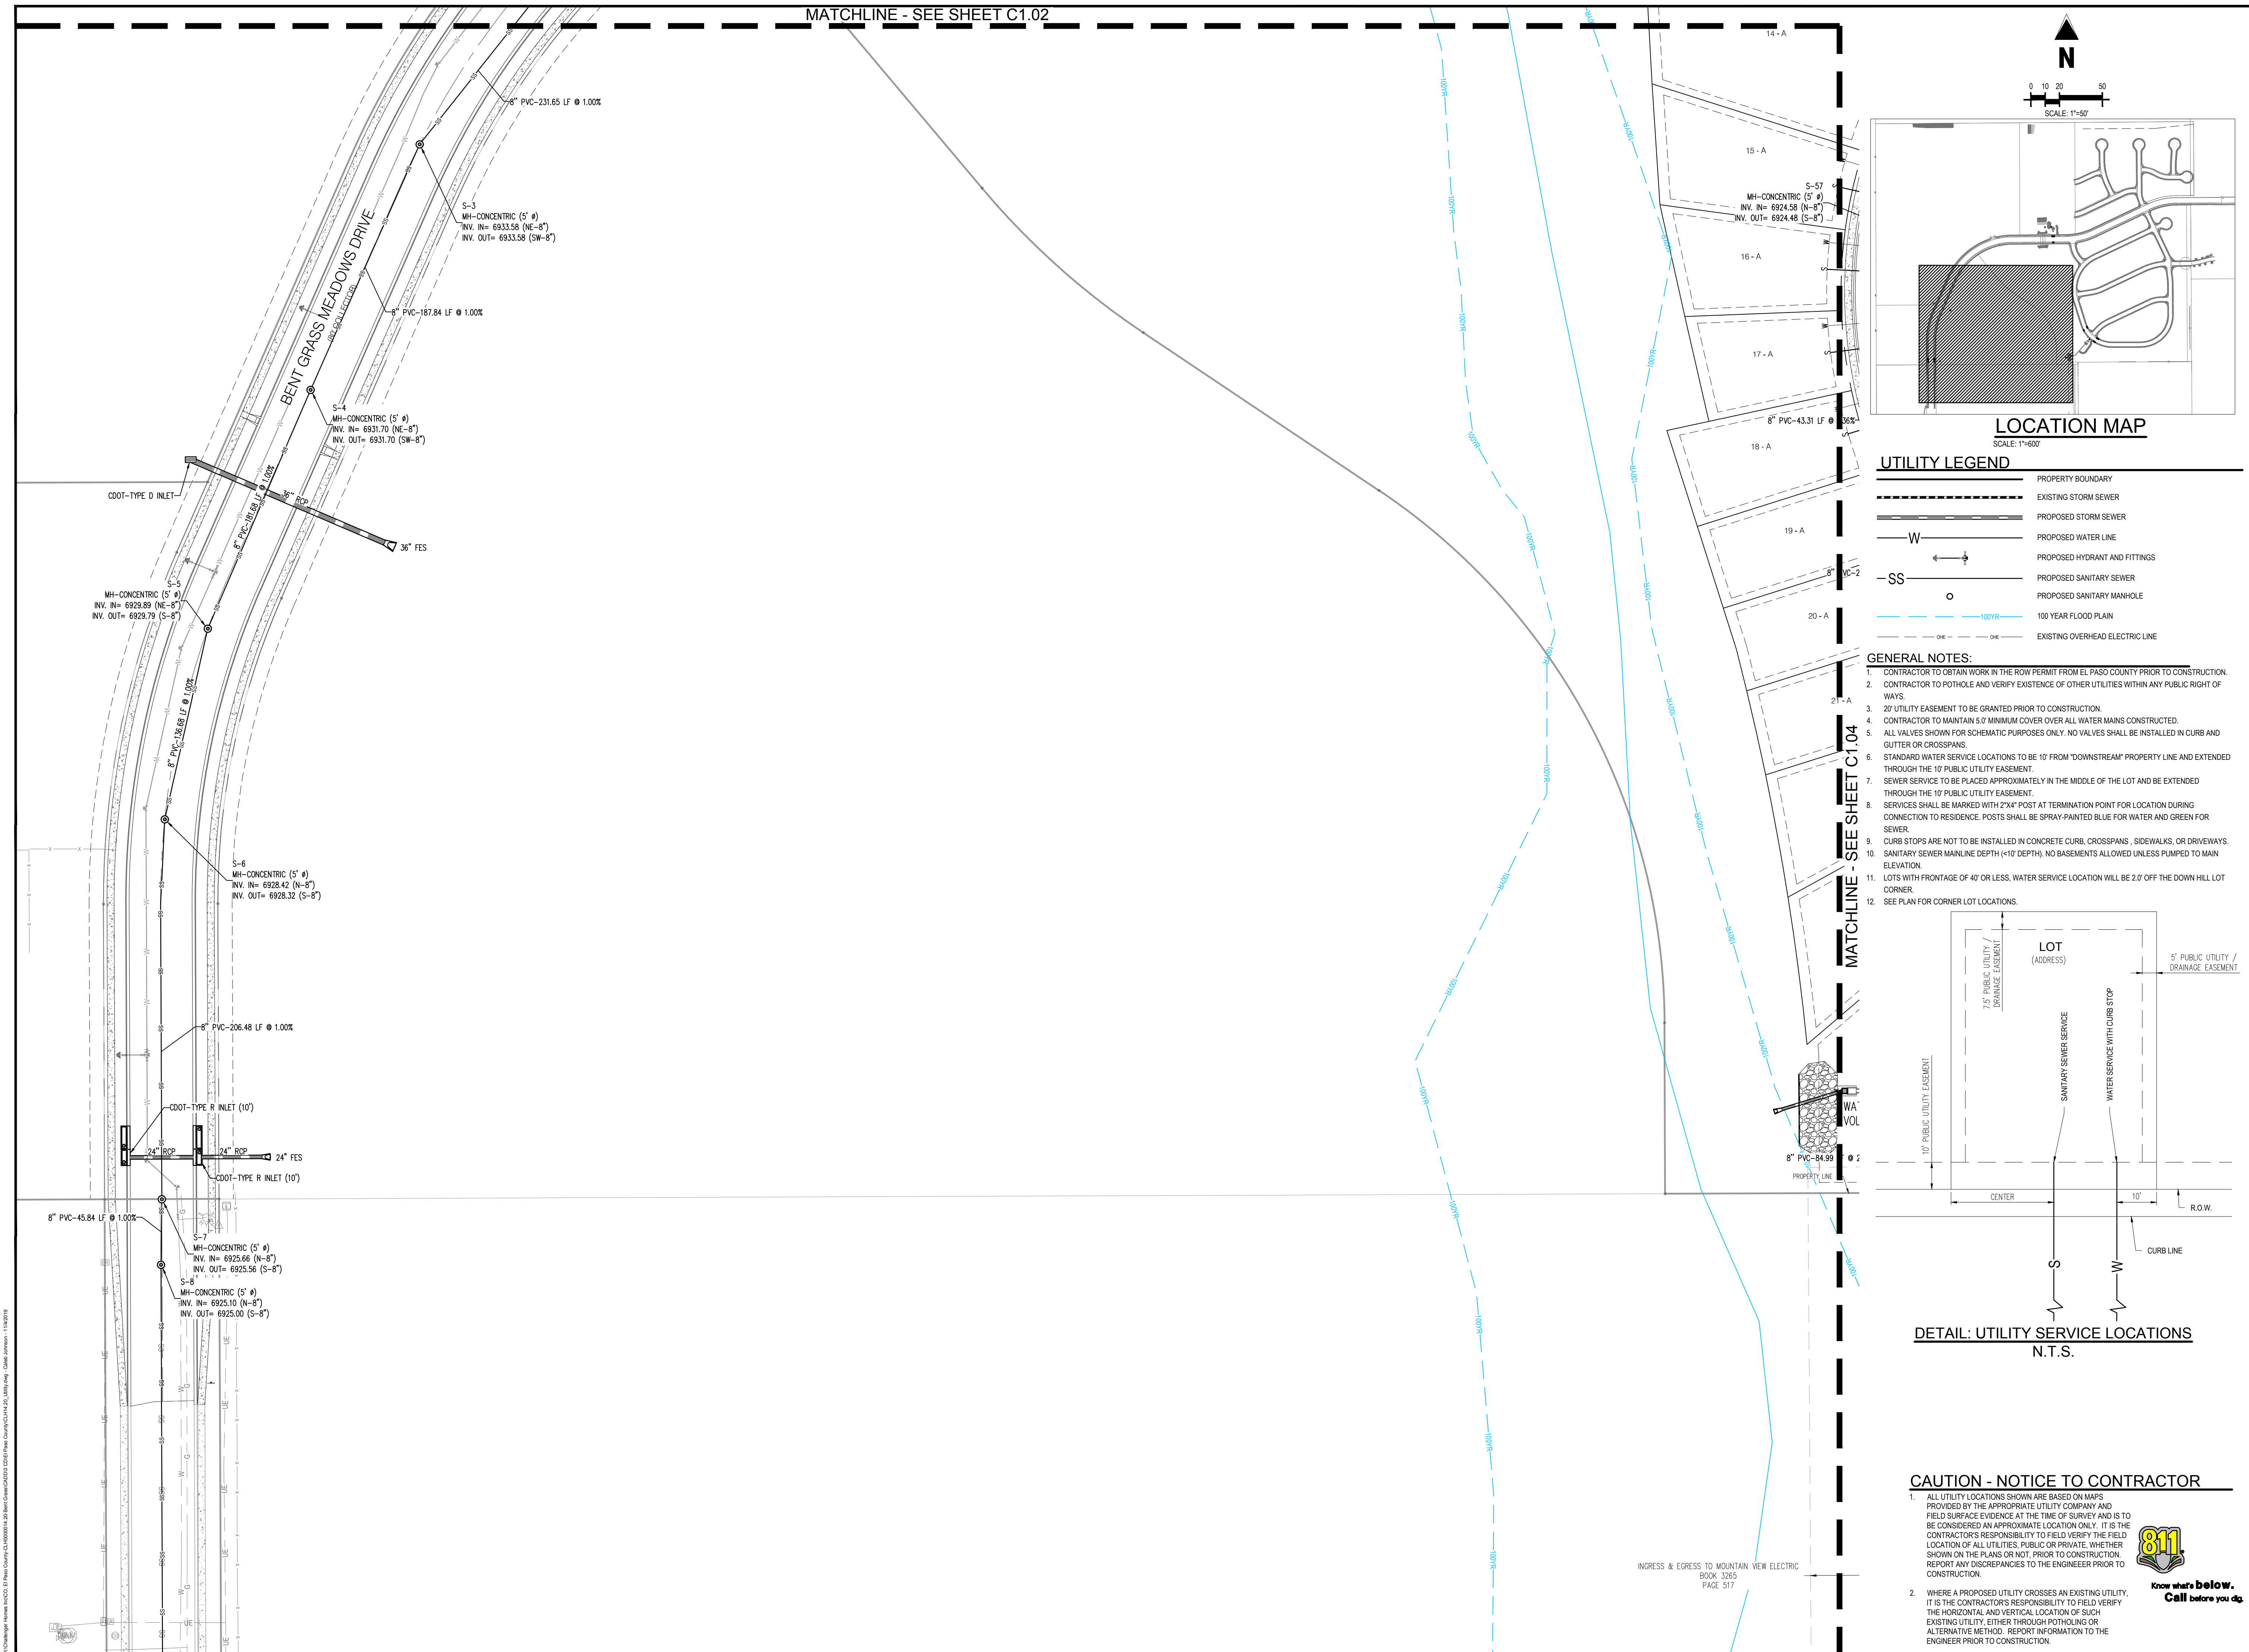 MATCHLINE - SEE SHEET C1.02
8" PVC-231.65 LF @ 1.00%
S-3
MH-CONCENTRIC (5' ø)
INV. IN= 6933.58 (NE-8")
INV. OUT= 6933.58 (SW-8")
BENT GRASS MEADOWS DRIVE
(80' COLLECTOR)
8" PVC-187.84 LF @ 1.00%
S-4
MH-CONCENTRIC (5' ø)
INV. IN= 6931.70 (NE-8")
INV. OUT= 6931.70 (SW-8")
CDOT-TYPE D INLET
36" RCP
36" FES
8" PVC-181.68 LF @ 1.00%
S-5
MH-CONCENTRIC (5' ø)
INV. IN= 6929.89 (NE-8")
INV. OUT= 6929.79 (S-8")
8" PVC-136.68 LF @ 1.00%
S-6
MH-CONCENTRIC (5' ø)
INV. IN= 6928.42 (N-8")
INV. OUT= 6928.32 (S-8")
8" PVC-206.48 LF @ 1.00%
CDOT-TYPE R INLET (10')
24" RCP
24" RCP
24" FES
CDOT-TYPE R INLET (10')
8" PVC-45.84 LF @ 1.00%
S-7
MH-CONCENTRIC (5' ø)
INV. IN= 6925.66 (N-8")
INV. OUT= 6925.56 (S-8")
S-8
MH-CONCENTRIC (5' ø)
INV. IN= 6925.10 (N-8")
INV. OUT= 6925.00 (S-8")
100YR
14 - A
15 - A
S-57
MH-CONCENTRIC (5' ø)
INV. IN= 6924.58 (N-8")
INV. OUT= 6924.48 (S-8")
16 - A
17 - A
8" PVC-43.31 LF @ 36%
18 - A
19 - A
8" VC-2
20 - A
21 - A
MATCHLINE - SEE SHEET C1.04
WA
VOL
8" PVC-84.99 F @ 2
PROPERTY LINE
INGRESS & EGRESS TO MOUNTAIN VIEW ELECTRIC
BOOK 3265
PAGE 517
N
0 10 20 50
SCALE: 1"=50'
LOCATION MAP
SCALE: 1"=600'
UTILITY LEGEND
PROPERTY BOUNDARY
EXISTING STORM SEWER
PROPOSED STORM SEWER
W PROPOSED WATER LINE
PROPOSED HYDRANT AND FITTINGS
SS PROPOSED SANITARY SEWER
PROPOSED SANITARY MANHOLE
100YR 100 YEAR FLOOD PLAIN
OHE OHE EXISTING OVERHEAD ELECTRIC LINE
GENERAL NOTES:
1. CONTRACTOR TO OBTAIN WORK IN THE ROW PERMIT FROM EL PASO COUNTY PRIOR TO CONSTRUCTION.
2. CONTRACTOR TO POTHOLE AND VERIFY EXISTENCE OF OTHER UTILITIES WITHIN ANY PUBLIC RIGHT OF
WAYS.
3. 20' UTILITY EASEMENT TO BE GRANTED PRIOR TO CONSTRUCTION.
4. CONTRACTOR TO MAINTAIN 5.0' MINIMUM COVER OVER ALL WATER MAINS CONSTRUCTED.
5. ALL VALVES SHOWN FOR SCHEMATIC PURPOSES ONLY. NO VALVES SHALL BE INSTALLED IN CURB AND
GUTTER OR CROSSPANS.
6. STANDARD WATER SERVICE LOCATIONS TO BE 10' FROM "DOWNSTREAM" PROPERTY LINE AND EXTENDED
THROUGH THE 10' PUBLIC UTILITY EASEMENT.
7. SEWER SERVICE TO BE PLACED APPROXIMATELY IN THE MIDDLE OF THE LOT AND BE EXTENDED
THROUGH THE 10' PUBLIC UTILITY EASEMENT.
8. SERVICES SHALL BE MARKED WITH 2"X4" POST AT TERMINATION POINT FOR LOCATION DURING
CONNECTION TO RESIDENCE. POSTS SHALL BE SPRAY-PAINTED BLUE FOR WATER AND GREEN FOR
SEWER.
9. CURB STOPS ARE NOT TO BE INSTALLED IN CONCRETE CURB, CROSSPANS , SIDEWALKS, OR DRIVEWAYS.
10. SANITARY SEWER MAINLINE DEPTH (<10' DEPTH). NO BASEMENTS ALLOWED UNLESS PUMPED TO MAIN
ELEVATION.
11. LOTS WITH FRONTAGE OF 40' OR LESS, WATER SERVICE LOCATION WILL BE 2.0' OFF THE DOWN HILL LOT
CORNER.
12. SEE PLAN FOR CORNER LOT LOCATIONS.
LOT
(ADDRESS)
7.5' PUBLIC UTILITY /
DRAINAGE EASEMENT
5' PUBLIC UTILITY /
DRAINAGE EASEMENT
SANITARY SEWER SERVICE
WATER SERVICE WITH CURB STOP
10' PUBLIC UTILITY EASEMENT
CENTER
10'
R.O.W.
CURB LINE
S
W
DETAIL: UTILITY SERVICE LOCATIONS
N.T.S.
CAUTION - NOTICE TO CONTRACTOR
1. ALL UTILITY LOCATIONS SHOWN ARE BASED ON MAPS
PROVIDED BY THE APPROPRIATE UTILITY COMPANY AND
FIELD SURFACE EVIDENCE AT THE TIME OF SURVEY AND IS TO
BE CONSIDERED AN APPROXIMATE LOCATION ONLY. IT IS THE
CONTRACTOR'S RESPONSIBILITY TO FIELD VERIFY THE FIELD
LOCATION OF ALL UTILITIES, PUBLIC OR PRIVATE, WHETHER
SHOWN ON THE PLANS OR NOT, PRIOR TO CONSTRUCTION.
REPORT ANY DISCREPANCIES TO THE ENGINEEER PRIOR TO
CONSTRUCTION.
2. WHERE A PROPOSED UTILITY CROSSES AN EXISTING UTILITY,
IT IS THE CONTRACTOR'S RESPONSIBILITY TO FIELD VERIFY
THE HORIZONTAL AND VERTICAL LOCATION OF SUCH
EXISTING UTILITY, EITHER THROUGH POTHOLING OR
ALTERNATIVE METHOD. REPORT INFORMATION TO THE
ENGINEER PRIOR TO CONSTRUCTION.
811
Know what's below.
Call before you dig.